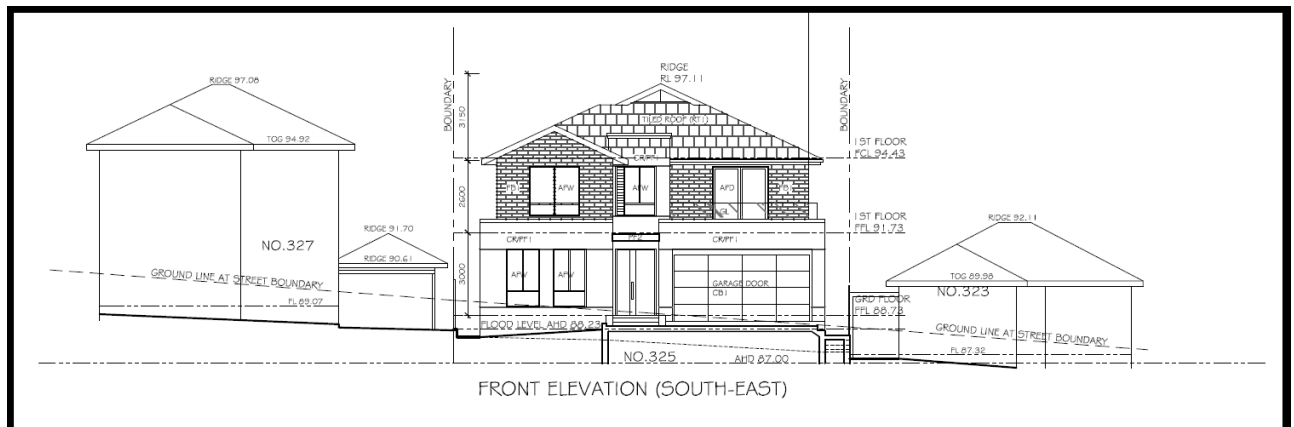 RIDGE 97.08
TOG 94.92
NO.327
RIDGE 91.70
RIDGE 90.61
GROUND LINE AT STREET BOUNDARY
FL 89.07
BOUNDARY
3150
2600
3000
RIDGE
RL 97.11
TILED ROOF (RT1)
CR/PF1
FB1
AFW
AFW
AFD
FB1
GL
CR/PF1
PF2
CR/PF1
AFW
AFW
GARAGE DOOR
CB1
FLOOD LEVEL AHD 88.23
NO.325
AHD 87.00
BOUNDARY
1ST FLOOR
FCL 94.43
1ST FLOOR
FFL 91.73
GRD FLOOR
FFL 88.73
RIDGE 92.11
TOG 89.98
NO.323
GROUND LINE AT STREET BOUNDARY
FL 87.32
FRONT ELEVATION (SOUTH-EAST)